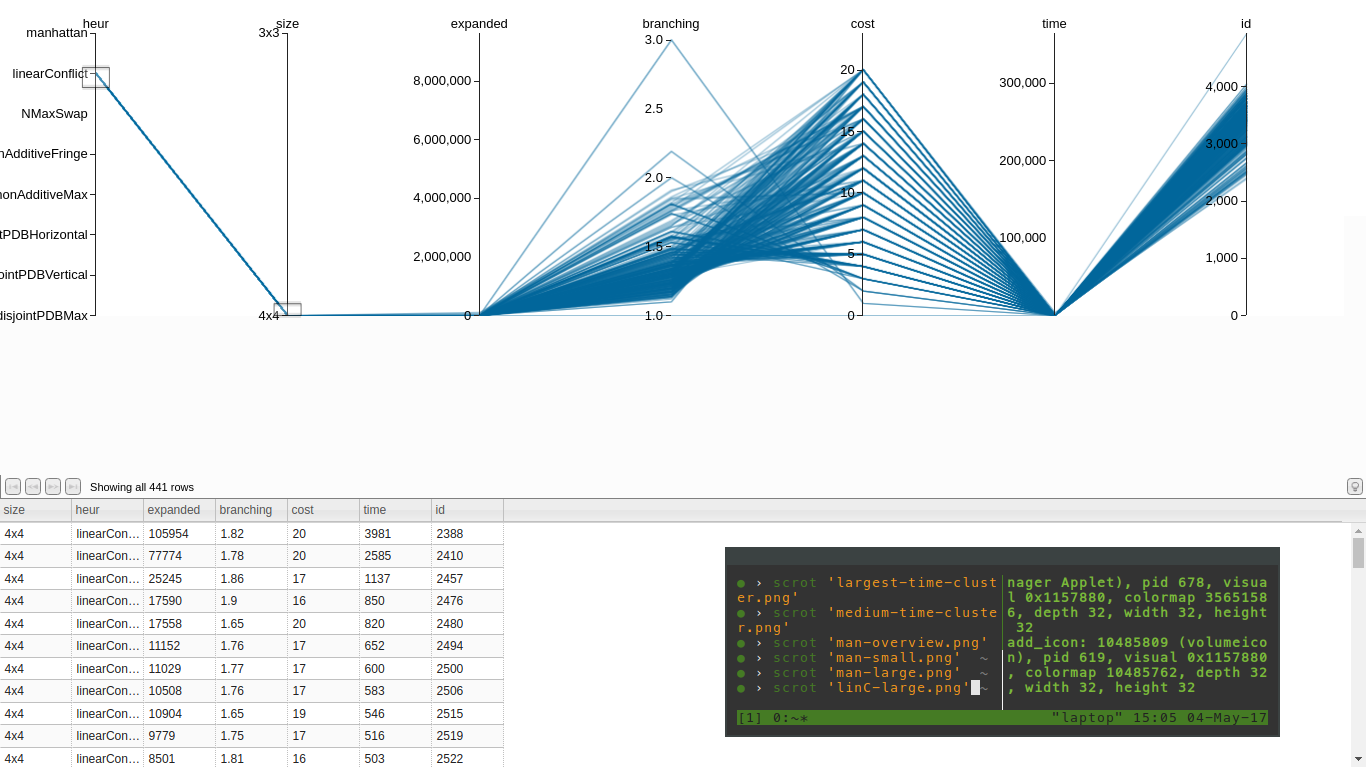 heur size expanded branching cost time id
manhattan
linearConflict
NMaxSwap
nAdditiveFringe
nonAdditiveMax
tPDBHorizontal
ointPDBVertical
disjointPDBMax
3x3
4x4
8,000,000
6,000,000
4,000,000
2,000,000
0
3.0
2.5
2.0
1.5
1.0
20
15
10
5
0
300,000
200,000
100,000
4,000
3,000
2,000
1,000
0
Showing all 441 rows
size heur expanded branching cost time id
4x4 linearCon... 105954 1.82 20 3981 2388
4x4 linearCon... 77774 1.78 20 2585 2410
4x4 linearCon... 25245 1.86 17 1137 2457
4x4 linearCon... 17590 1.9 16 850 2476
4x4 linearCon... 17558 1.65 20 820 2480
4x4 linearCon... 11152 1.76 17 652 2494
4x4 linearCon... 11029 1.77 17 600 2500
4x4 linearCon... 10508 1.76 17 583 2506
4x4 linearCon... 10904 1.65 19 546 2515
4x4 linearCon... 9779 1.75 17 516 2519
4x4 linearCon... 8501 1.81 16 503 2522
● › scrot 'largest-time-clust
er.png'
● › scrot 'medium-time-cluste
r.png'
● › scrot 'man-overview.png'
● › scrot 'man-small.png' ~
● › scrot 'man-large.png' ~
● › scrot 'linC-large.png' ~
nager Applet), pid 678, visua
l 0x1157880, colormap 3565158
6, depth 32, width 32, height
32
add_icon: 10485809 (volumeico
n), pid 619, visual 0x1157880
, colormap 10485762, depth 32
, width 32, height 32
[1] 0:~* "laptop" 15:05 04-May-17